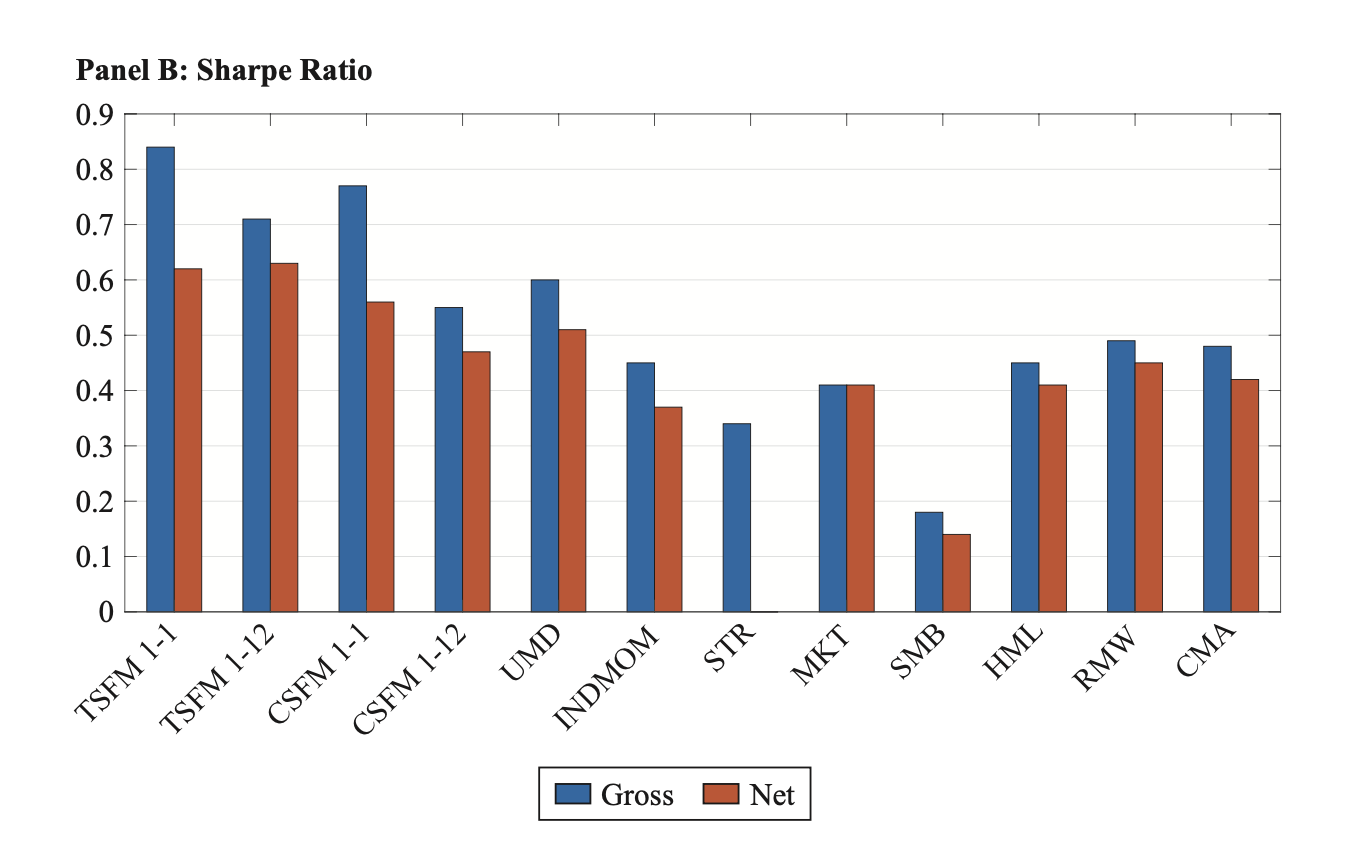 Panel B: Sharpe Ratio
0.9
0.8
0.7
0.6
0.5
0.4
0.3
0.2
0.1
0
TSFM 1-1
TSFM 1-12
CSFM 1-1
CSFM 1-12
UMD
INDMOM
STR
MKT
SMB
HML
RMW
CMA
Gross
Net